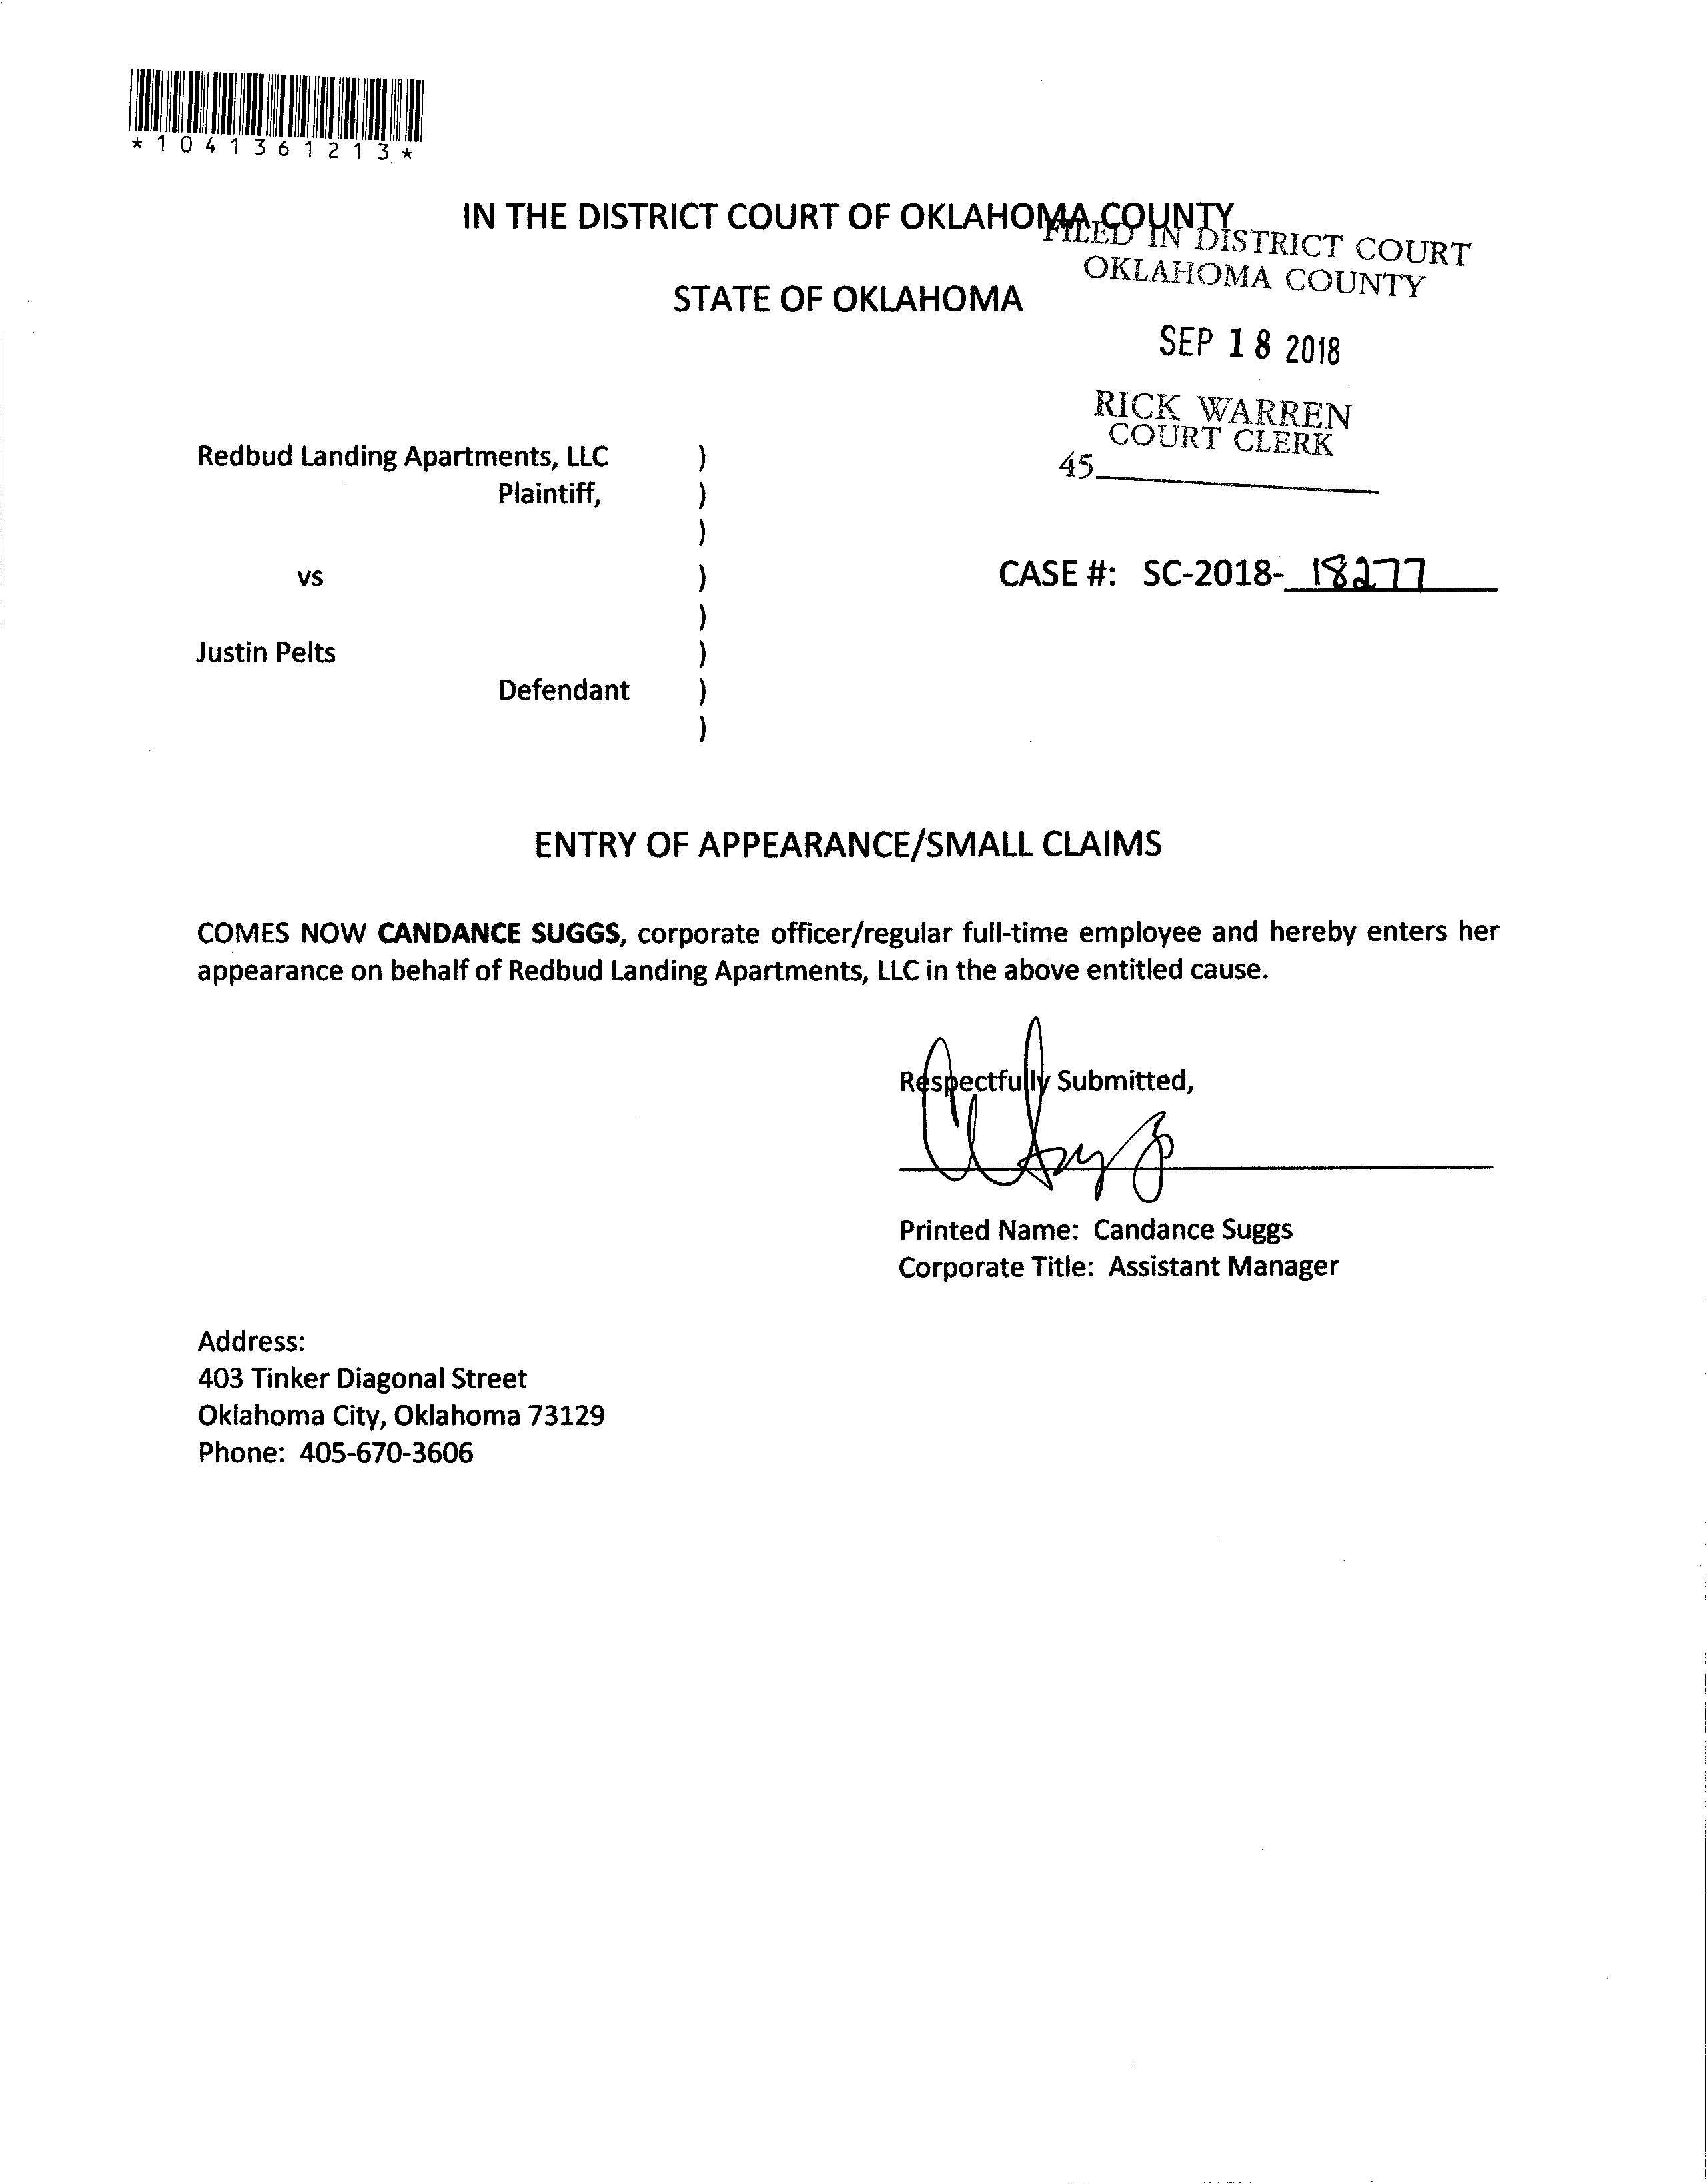 *1041361213*
IN THE DISTRICT COURT OF OKLAHOMA COUNTY
FILED IN DISTRICT COURT
OKLAHOMA COUNTY
STATE OF OKLAHOMA
SEP 18 2018
RICK WARREN
COURT CLERK
45
Redbud Landing Apartments, LLC )
Plaintiff, )
)
vs )
CASE #: SC-2018- 18277
)
Justin Pelts )
Defendant )
)
ENTRY OF APPEARANCE/SMALL CLAIMS
COMES NOW CANDANCE SUGGS, corporate officer/regular full-time employee and hereby enters her
appearance on behalf of Redbud Landing Apartments, LLC in the above entitled cause.
Respectfully Submitted,
Printed Name: Candance Suggs
Corporate Title: Assistant Manager
Address:
403 Tinker Diagonal Street
Oklahoma City, Oklahoma 73129
Phone: 405-670-3606